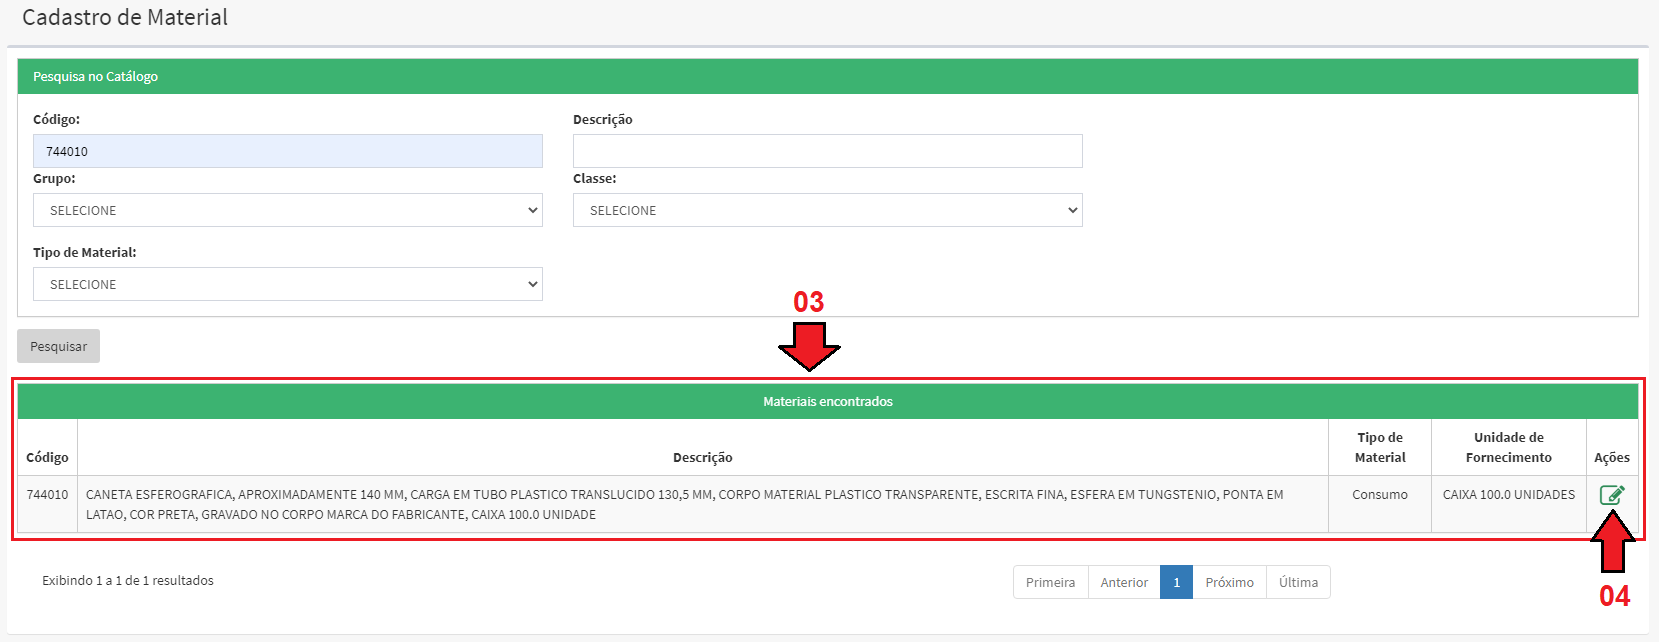 Cadastro de Material
Pesquisa no Catálogo
Código:
Descrição
744010
Grupo:
Classe:
SELECIONE
SELECIONE
Tipo de Material:
SELECIONE
03
Pesquisar
Materiais encontrados
Código
Descrição
Tipo de
Material
Unidade de
Fornecimento
Ações
744010
CANETA ESFEROGRAFICA, APROXIMADAMENTE 140 MM, CARGA EM TUBO PLASTICO TRANSLUCIDO 130,5 MM, CORPO MATERIAL PLASTICO TRANSPARENTE, ESCRITA FINA, ESFERA EM TUNGSTENIO, PONTA EM
LATAO, COR PRETA, GRAVADO NO CORPO MARCA DO FABRICANTE, CAIXA 100.0 UNIDADE
Consumo
CAIXA 100.0 UNIDADES
Exibindo 1 a 1 de 1 resultados
Primeira
Anterior
1
Próximo
Última
04